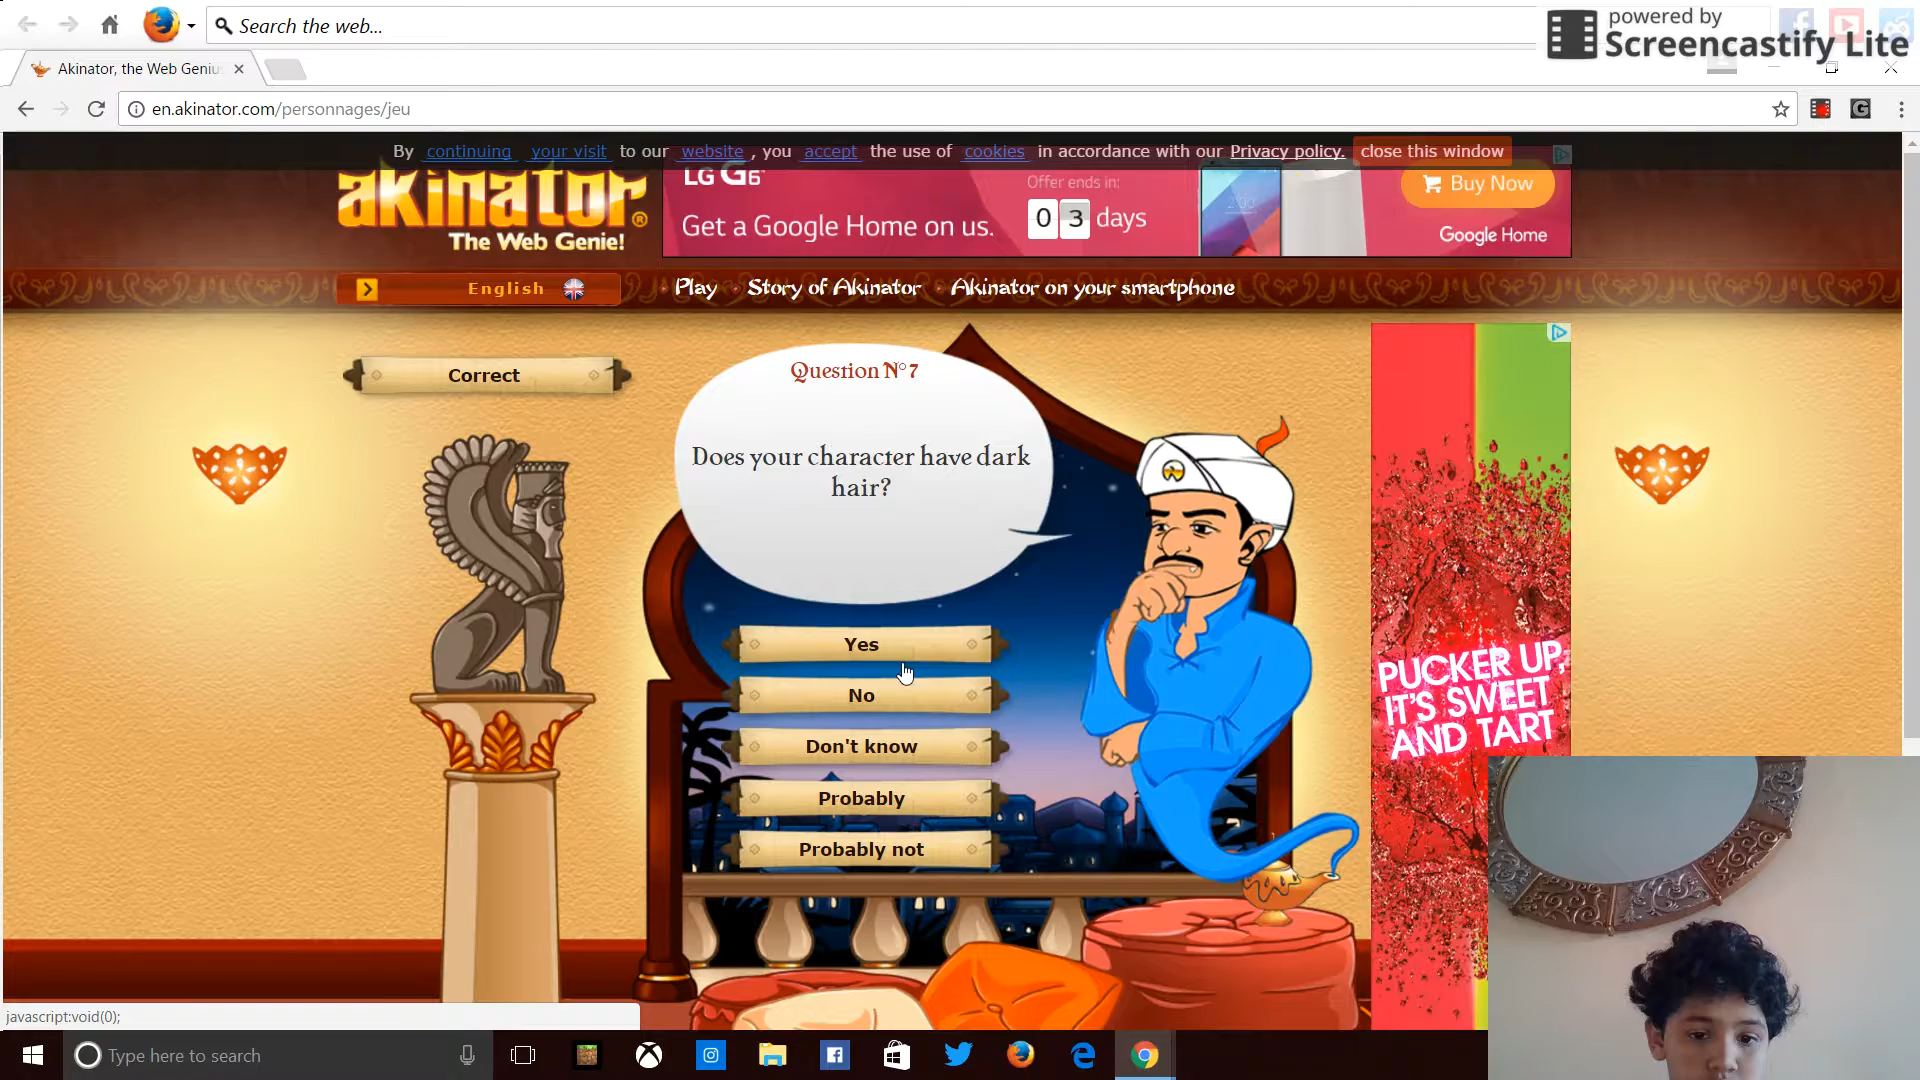 Search the web...
powered by
Screencastify Lite
Akinator, the Web Geniu
en.akinator.com/personnages/jeu
By continuing your visit to our website , you accept the use of cookies in accordance with our Privacy policy. close this window
akinator®
The Web Genie!
LG G6
Get a Google Home on us.
Offer ends in:
0 3 days
Buy Now
Google Home
English
Play
Story of Akinator
Akinator on your smartphone
Correct
Question N°7
Does your character have dark
hair?
Yes
No
Don't know
Probably
Probably not
PUCKER UP,
IT'S SWEET
AND TART
javascript:void(0);
Type here to search